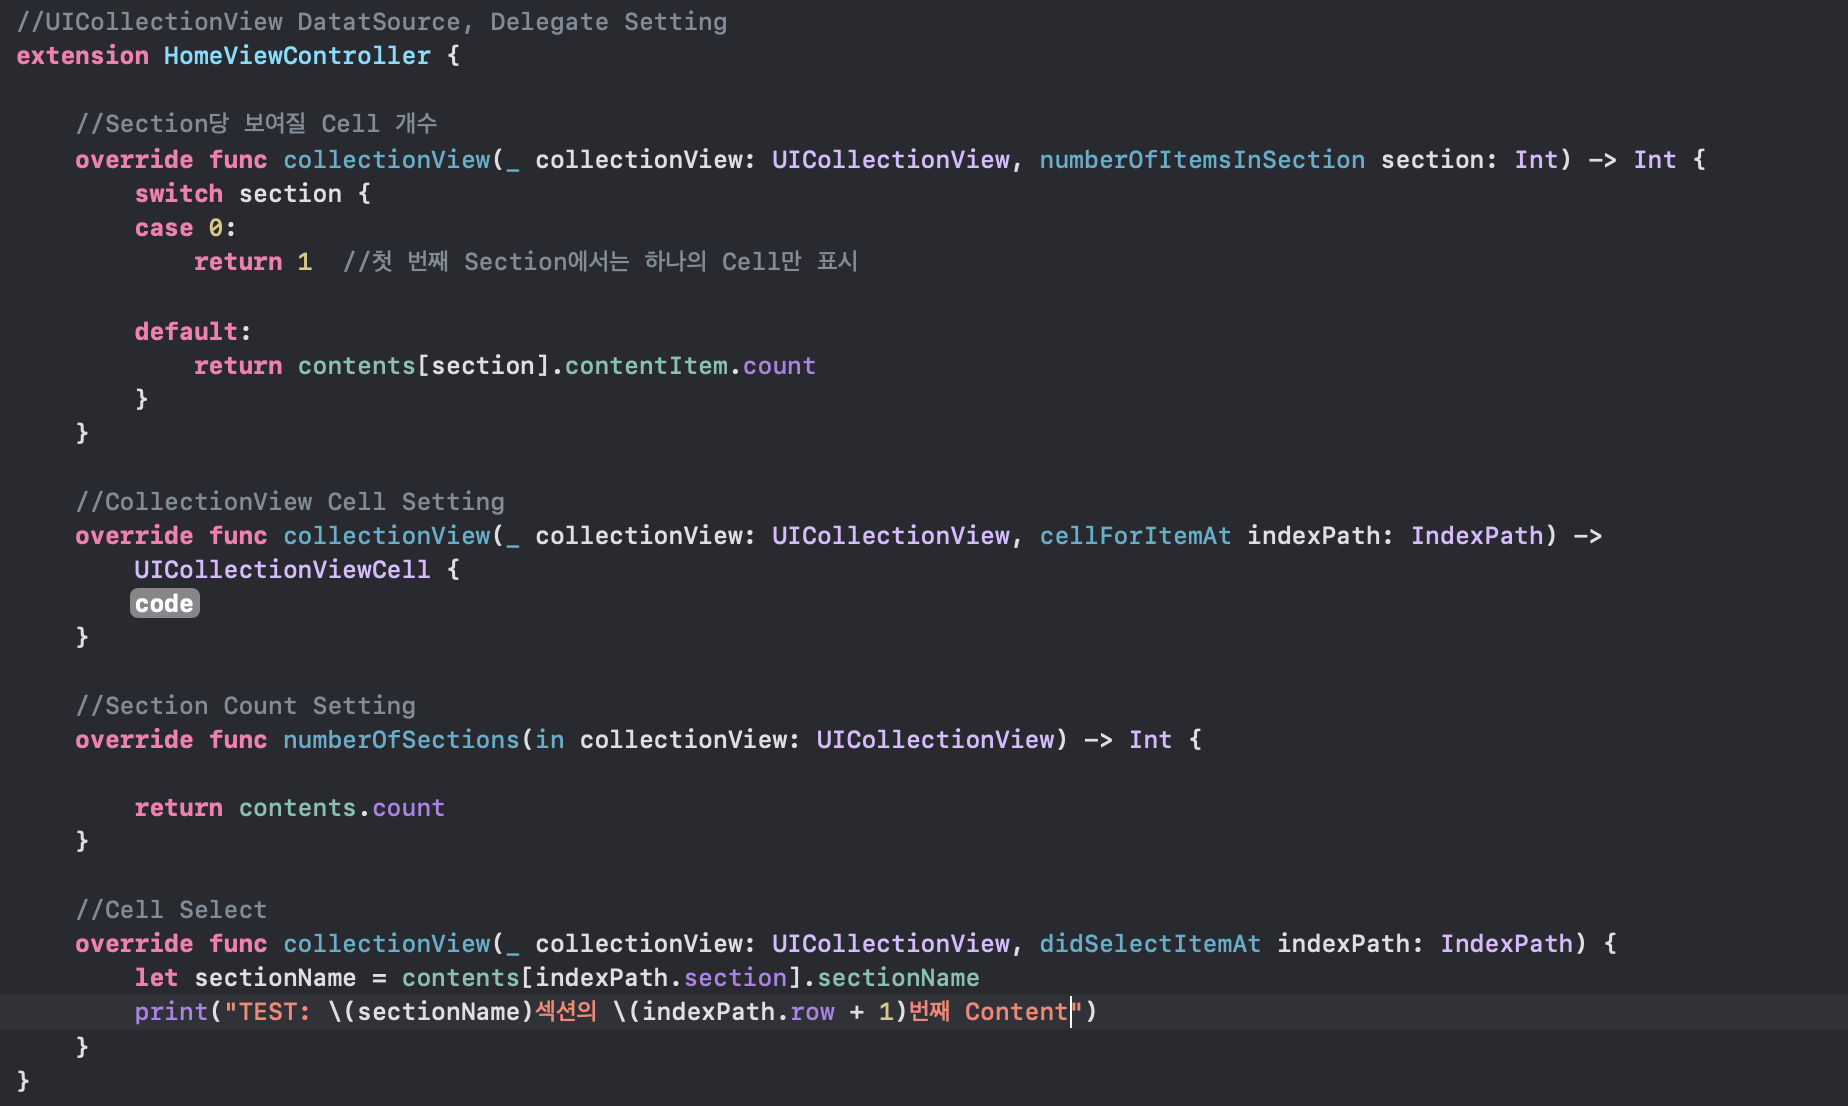 //UICollectionView DatatSource, Delegate Setting
extension HomeViewController {
//Section당 보여질 Cell 개수
override func collectionView(_ collectionView: UICollectionView, numberOfItemsInSection section: Int) -> Int {
switch section {
case 0:
return 1  //첫 번째 Section에서는 하나의 Cell만 표시
default:
return contents[section].contentItem.count
}
}
//CollectionView Cell Setting
override func collectionView(_ collectionView: UICollectionView, cellForItemAt indexPath: IndexPath) ->
UICollectionViewCell {
code
}
//Section Count Setting
override func numberOfSections(in collectionView: UICollectionView) -> Int {
return contents.count
}
//Cell Select
override func collectionView(_ collectionView: UICollectionView, didSelectItemAt indexPath: IndexPath) {
let sectionName = contents[indexPath.section].sectionName
print("TEST: \(sectionName)섹션의 \(indexPath.row + 1)번째 Content")
}
}